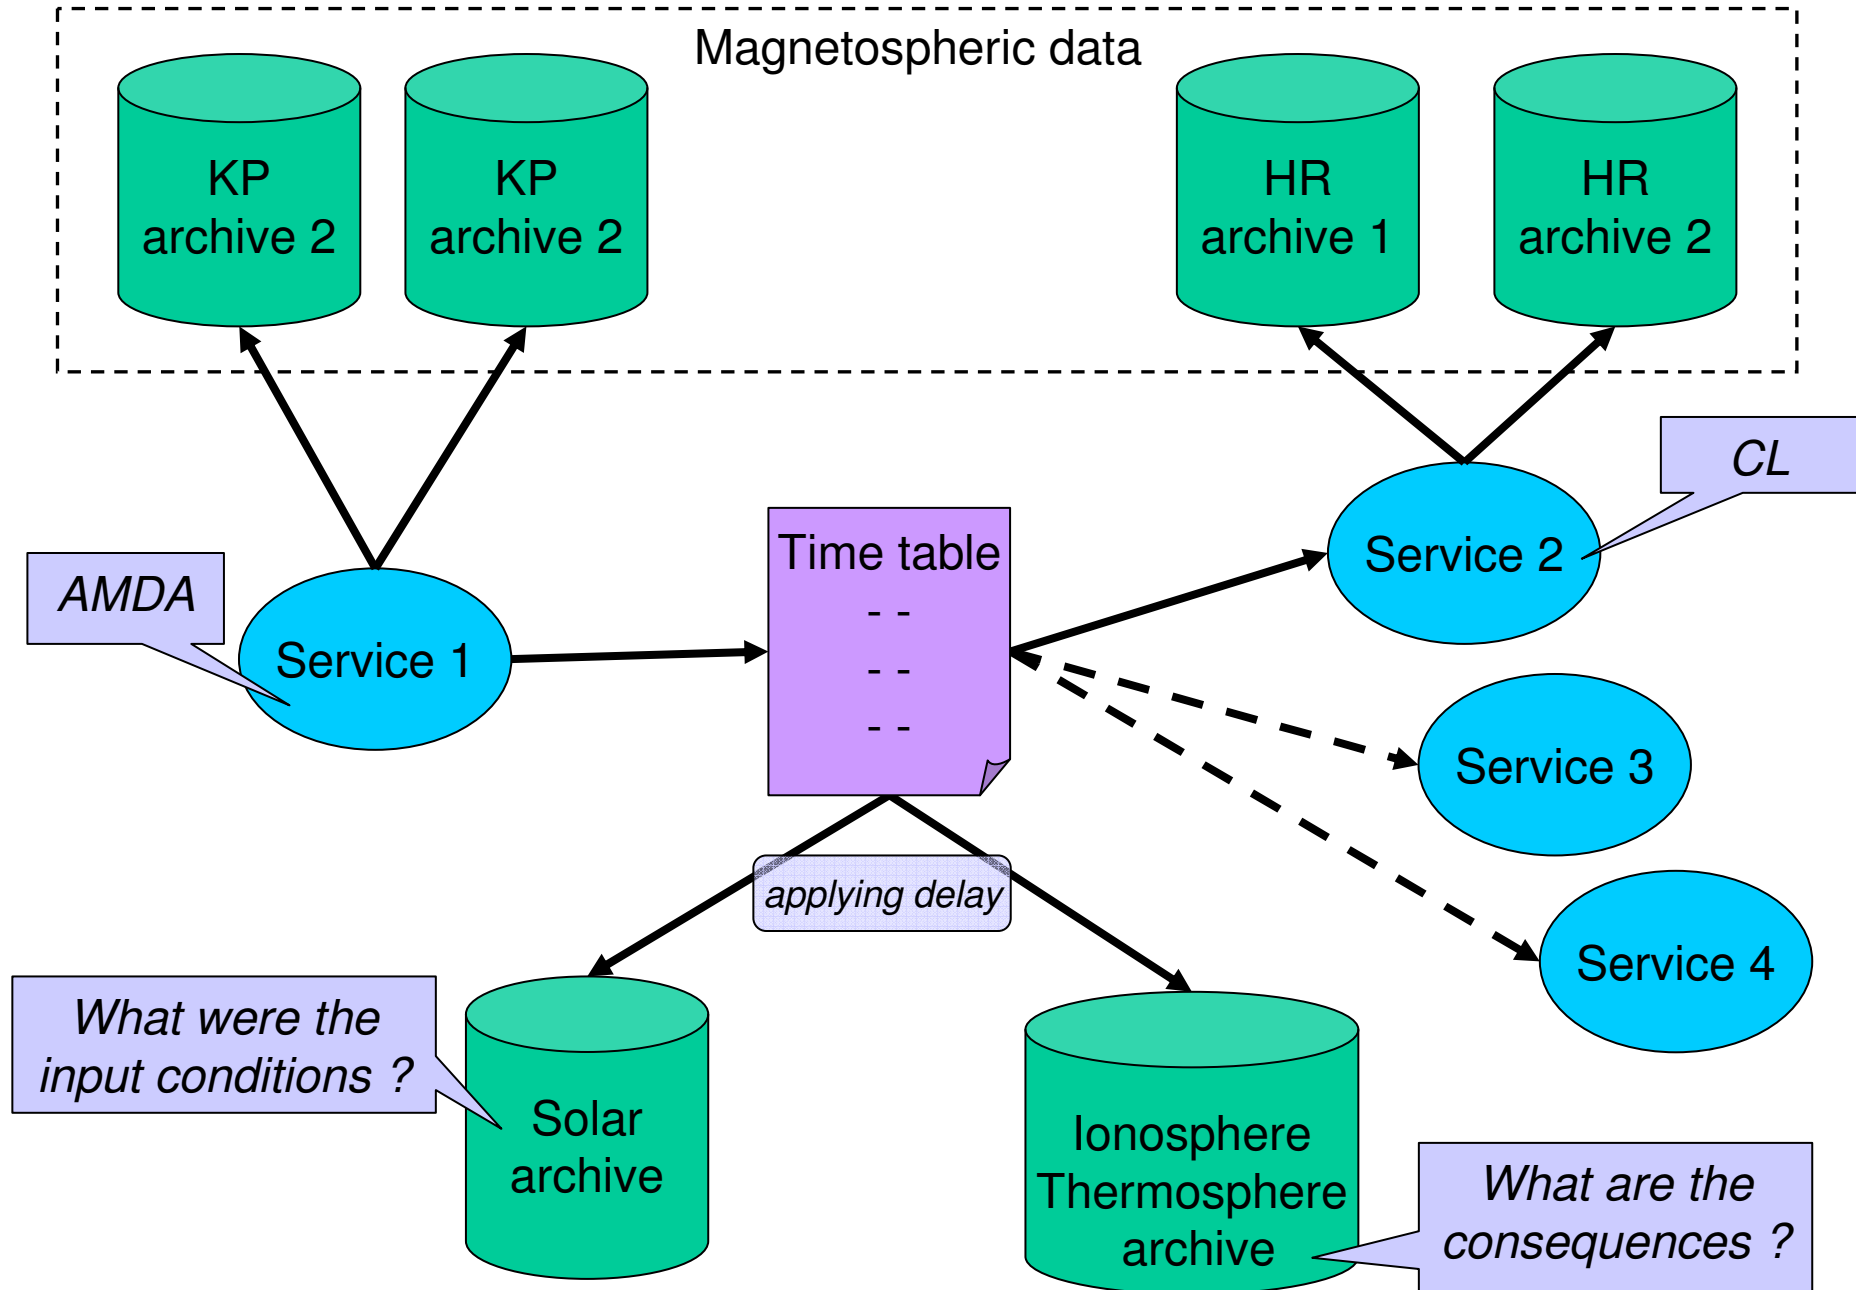 Magnetospheric data
KP
archive 2
KP
archive 2
HR
archive 1
HR
archive 2
CL
Service 2
AMDA
Service 1
Time table
- -
- -
- -
Service 3
Service 4
applying delay
What were the
input conditions ?
Solar
archive
Ionosphere
Thermosphere
archive
What are the
consequences ?